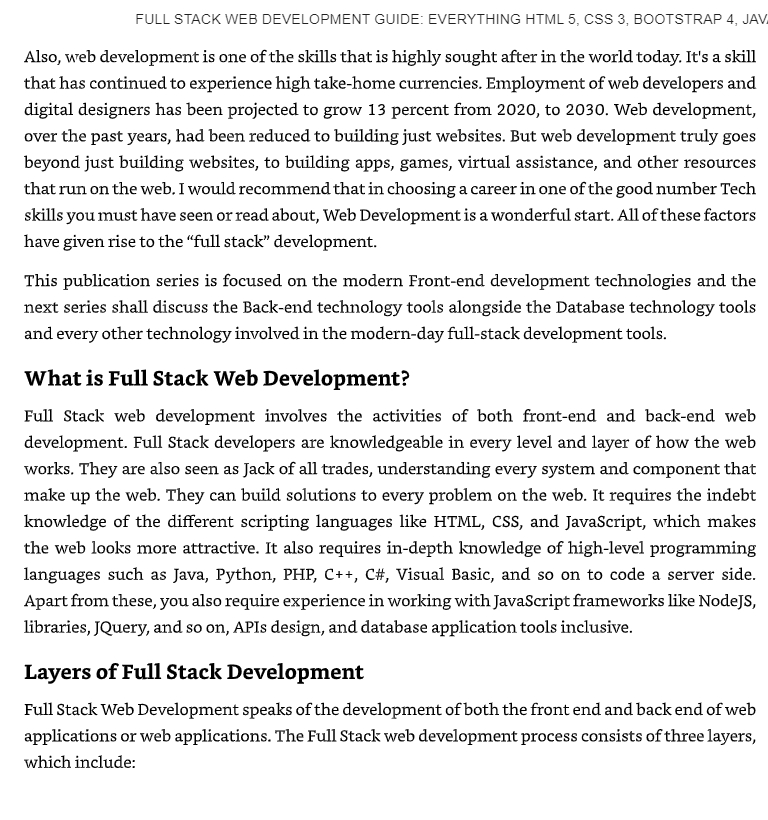 FULL STACK WEB DEVELOPMENT GUIDE: EVERYTHING HTML 5, CSS 3, BOOTSTRAP 4, JAV
Also, web development is one of the skills that is highly sought after in the world today. It's a skill
that has continued to experience high take-home currencies. Employment of web developers and
digital designers has been projected to grow 13 percent from 2020, to 2030. Web development,
over the past years, had been reduced to building just websites. But web development truly goes
beyond just building websites, to building apps, games, virtual assistance, and other resources
that run on the web. I would recommend that in choosing a career in one of the good number Tech
skills you must have seen or read about, Web Development is a wonderful start. All of these factors
have given rise to the “full stack” development.
This publication series is focused on the modern Front-end development technologies and the
next series shall discuss the Back-end technology tools alongside the Database technology tools
and every other technology involved in the modern-day full-stack development tools.
What is Full Stack Web Development?
Full Stack web development involves the activities of both front-end and back-end web
development. Full Stack developers are knowledgeable in every level and layer of how the web
works. They are also seen as Jack of all trades, understanding every system and component that
make up the web. They can build solutions to every problem on the web. It requires the indebt
knowledge of the different scripting languages like HTML, CSS, and JavaScript, which makes
the web looks more attractive. It also requires in-depth knowledge of high-level programming
languages such as Java, Python, PHP, C++, C#, Visual Basic, and so on to code a server side.
Apart from these, you also require experience in working with JavaScript frameworks like NodeJS,
libraries, JQuery, and so on, APIs design, and database application tools inclusive.
Layers of Full Stack Development
Full Stack Web Development speaks of the development of both the front end and back end of web
applications or web applications. The Full Stack web development process consists of three layers,
which include: